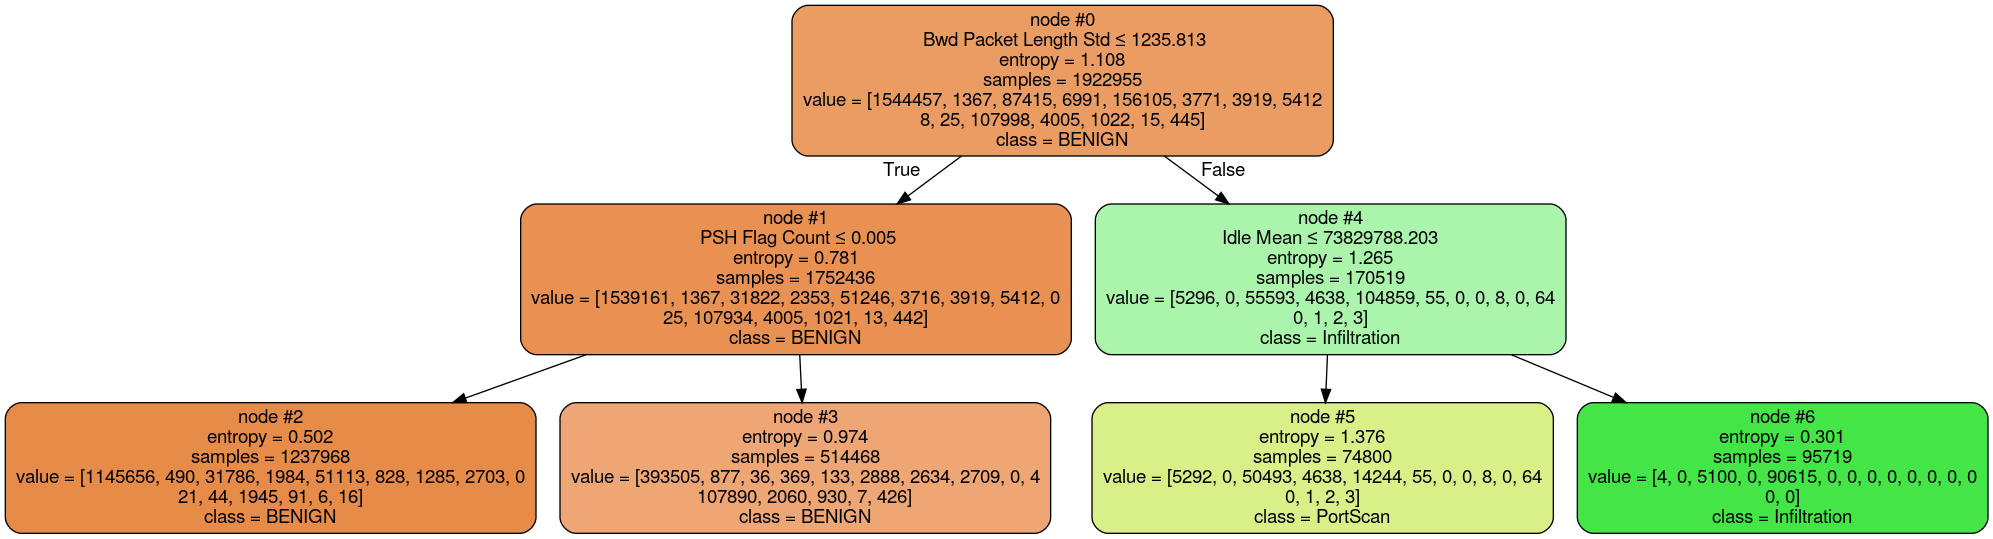 node #0
Bwd Packet Length Std ≤ 1235.813
entropy = 1.108
samples = 1922955
value = [1544457, 1367, 87415, 6991, 156105, 3771, 3919, 5412
8, 25, 107998, 4005, 1022, 15, 445]
class = BENIGN
True
False
node #1
PSH Flag Count ≤ 0.005
entropy = 0.781
samples = 1752436
value = [1539161, 1367, 31822, 2353, 51246, 3716, 3919, 5412, 0
25, 107934, 4005, 1021, 13, 442]
class = BENIGN
node #4
Idle Mean ≤ 73829788.203
entropy = 1.265
samples = 170519
value = [5296, 0, 55593, 4638, 104859, 55, 0, 0, 8, 0, 64
0, 1, 2, 3]
class = Infiltration
node #2
entropy = 0.502
samples = 1237968
value = [1145656, 490, 31786, 1984, 51113, 828, 1285, 2703, 0
21, 44, 1945, 91, 6, 16]
class = BENIGN
node #3
entropy = 0.974
samples = 514468
value = [393505, 877, 36, 369, 133, 2888, 2634, 2709, 0, 4
107890, 2060, 930, 7, 426]
class = BENIGN
node #5
entropy = 1.376
samples = 74800
value = [5292, 0, 50493, 4638, 14244, 55, 0, 0, 8, 0, 64
0, 1, 2, 3]
class = PortScan
node #6
entropy = 0.301
samples = 95719
value = [4, 0, 5100, 0, 90615, 0, 0, 0, 0, 0, 0, 0, 0
0, 0]
class = Infiltration